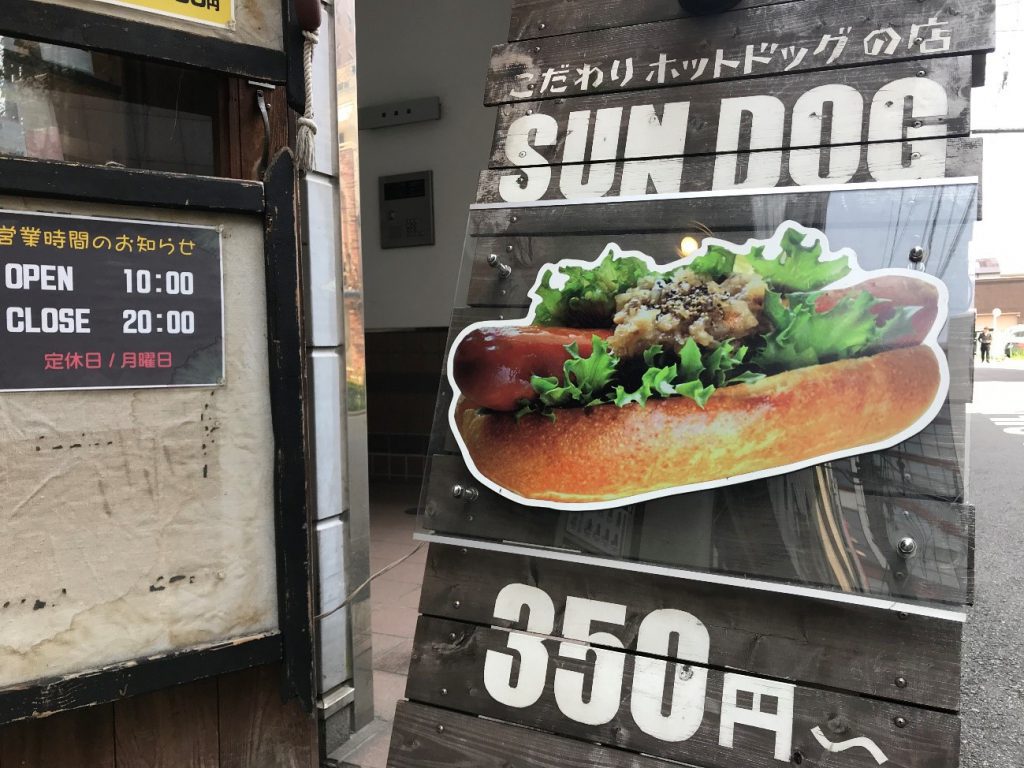 営業時間のお知らせ
OPEN 10:00
CLOSE 20:00
定休日/月曜日
こだわりホットドッグの店
SUN DOG
350円～